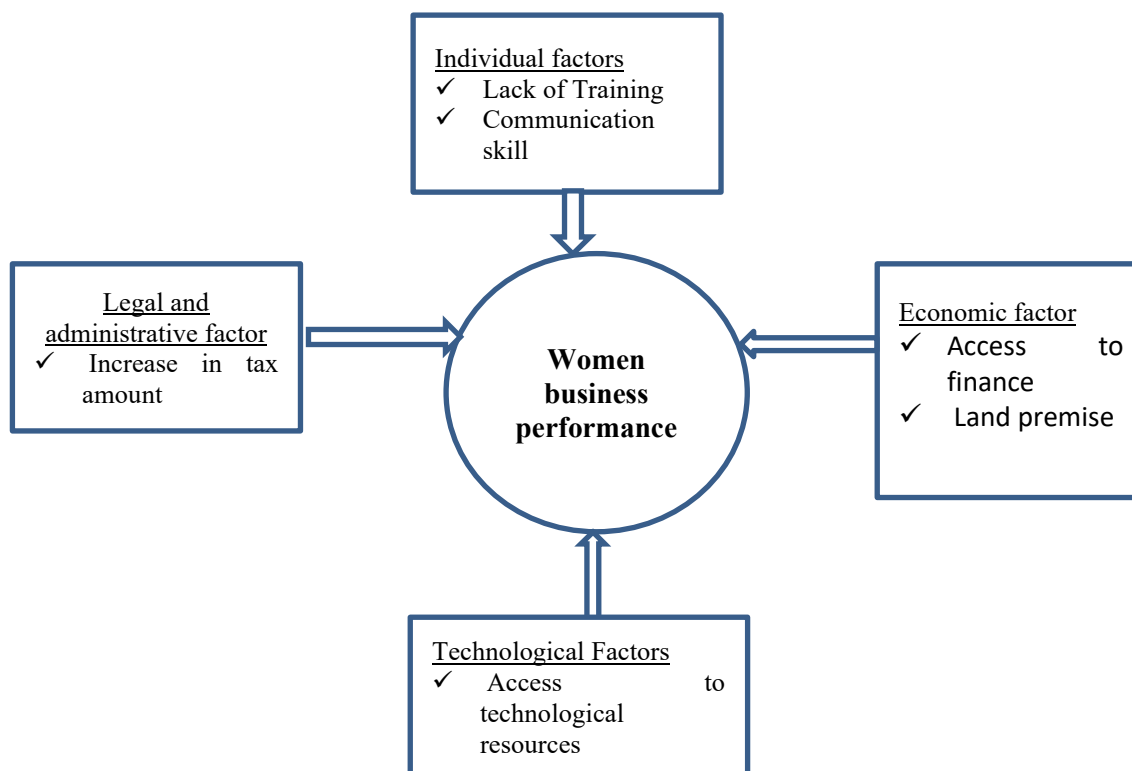 Individual factors
✓ Lack of Training
✓ Communication
skill
Legal and
administrative factor
✓ Increase in tax
amount
Women
business
performance
Economic factor
✓ Access to
finance
✓ Land premise
Technological Factors
✓ Access to
technological
resources